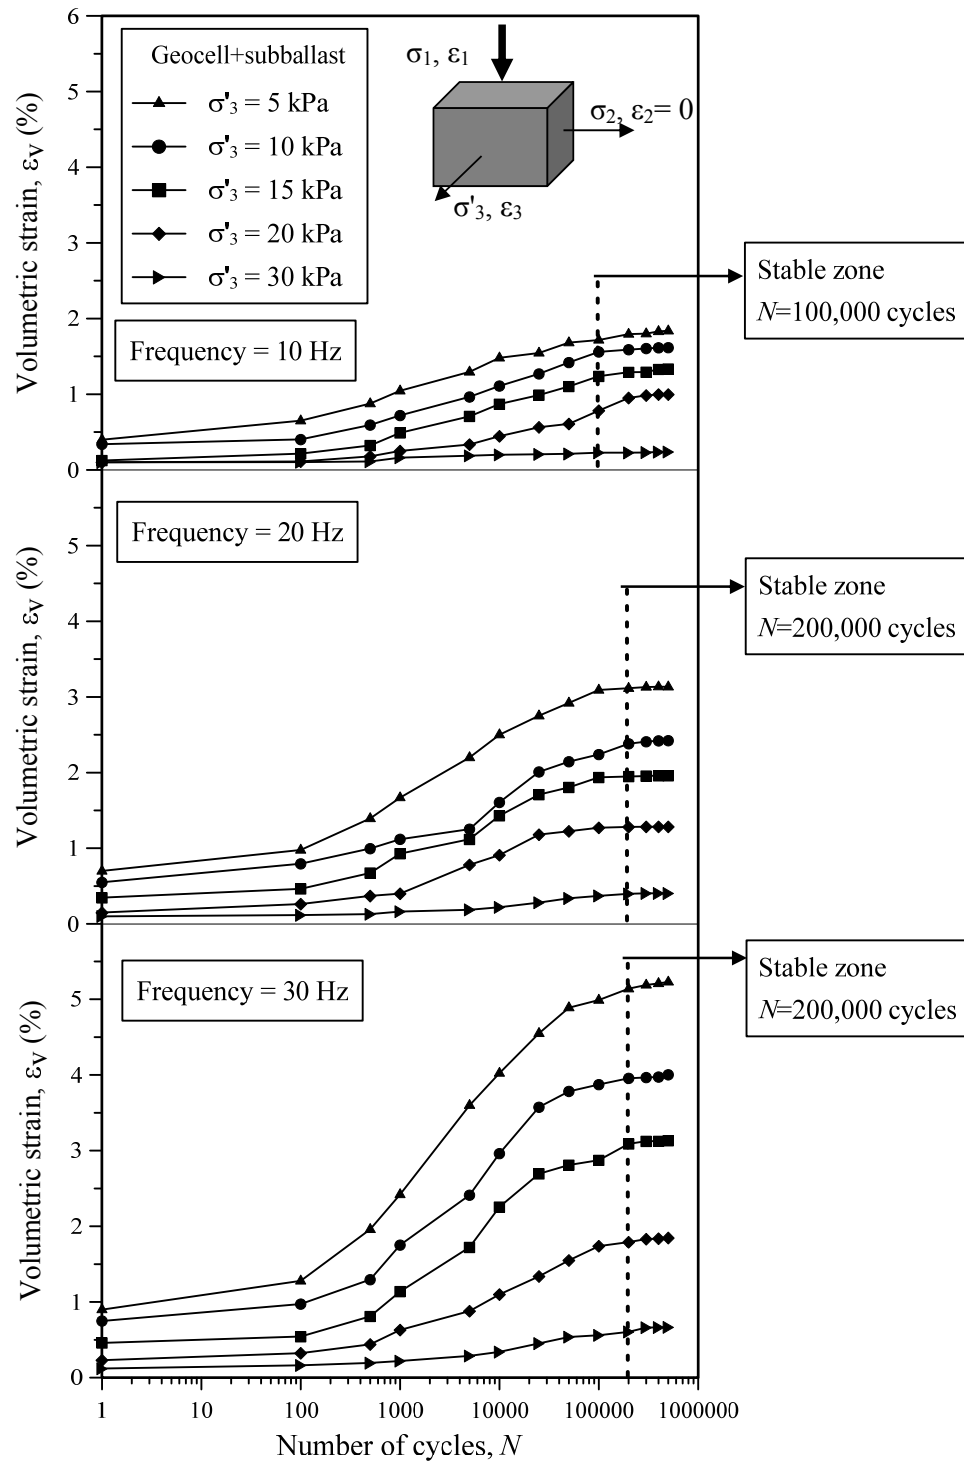 6
5
4
3
2
1
0
Volumetric strain, εv (%)
Geocell+subballast
σ'3 = 5 kPa
σ'3 = 10 kPa
σ'3 = 15 kPa
σ'3 = 20 kPa
σ'3 = 30 kPa
σ1, ε1
σ2, ε2= 0
σ'3, ε3
Frequency = 10 Hz
Stable zone
N=100,000 cycles
5
4
3
2
1
0
Volumetric strain, εv (%)
Frequency = 20 Hz
Stable zone
N=200,000 cycles
5
4
3
2
1
0
Volumetric strain, εv (%)
Frequency = 30 Hz
Stable zone
N=200,000 cycles
1 10 100 1000 10000 100000 1000000
Number of cycles, N